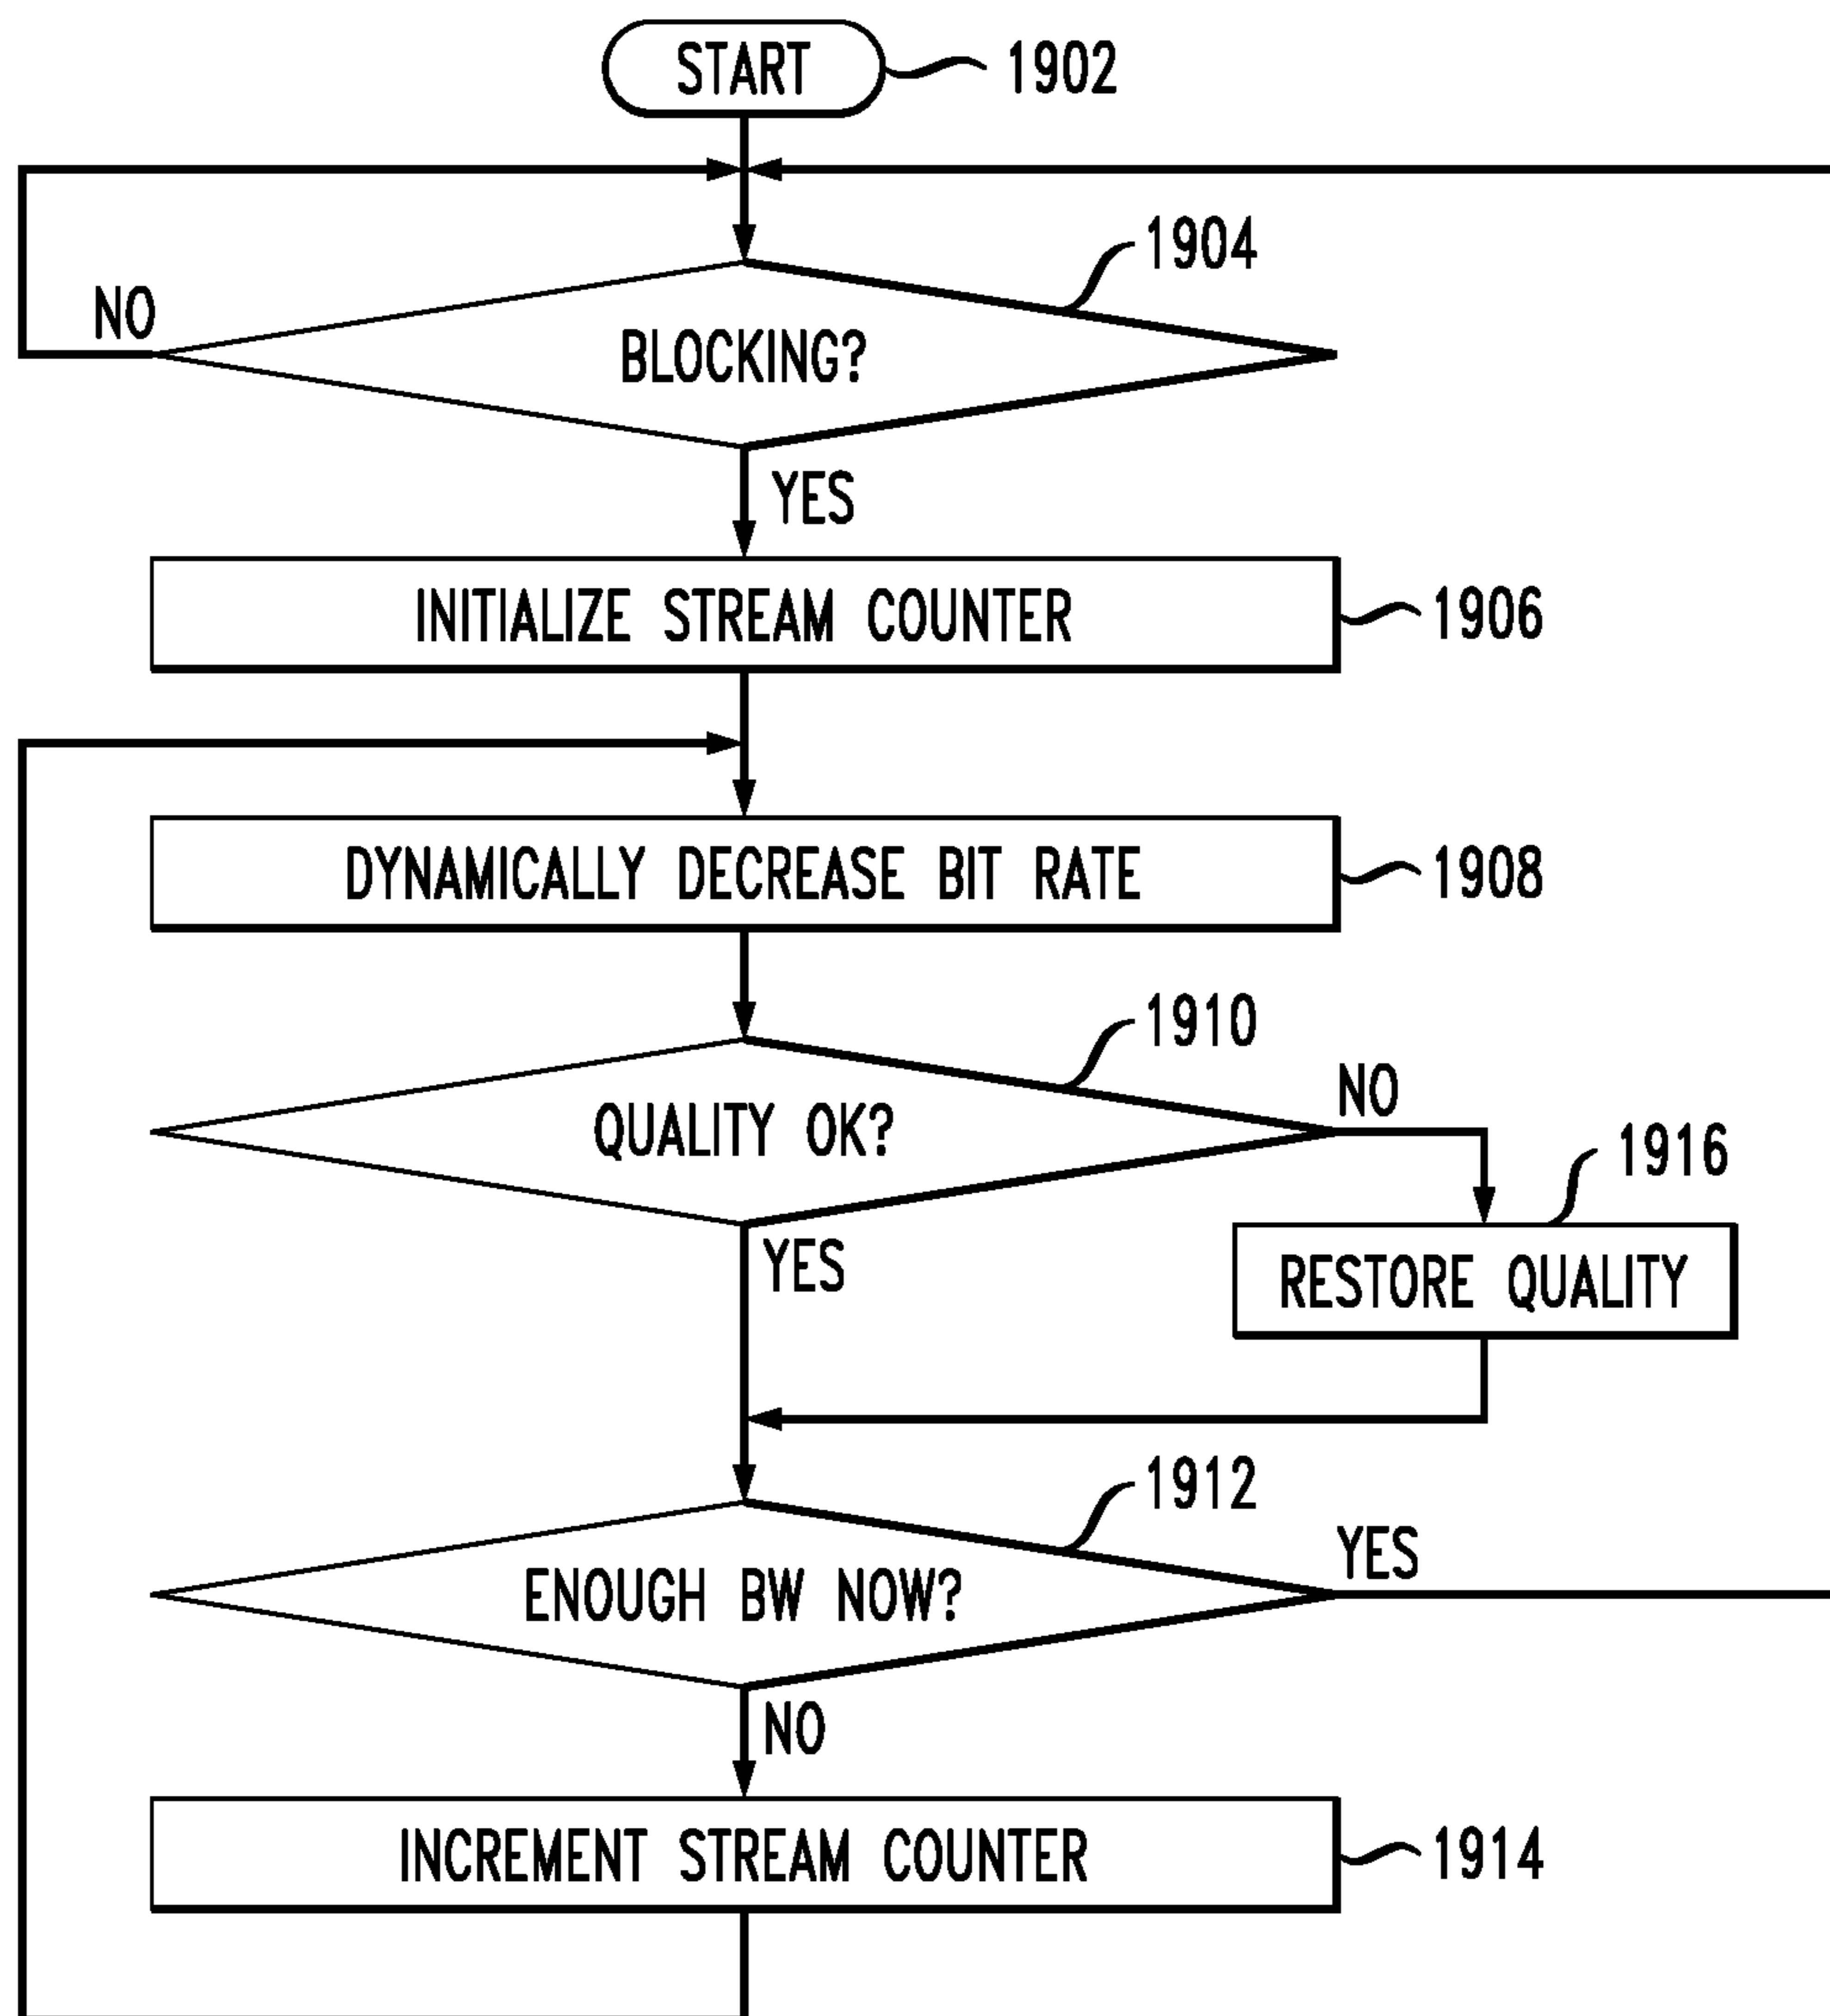 START
1902
1904
NO
BLOCKING?
YES
INITIALIZE STREAM COUNTER
1906
DYNAMICALLY DECREASE BIT RATE
1908
1910
NO
QUALITY OK?
1916
YES
RESTORE QUALITY
1912
YES
ENOUGH BW NOW?
NO
INCREMENT STREAM COUNTER
1914